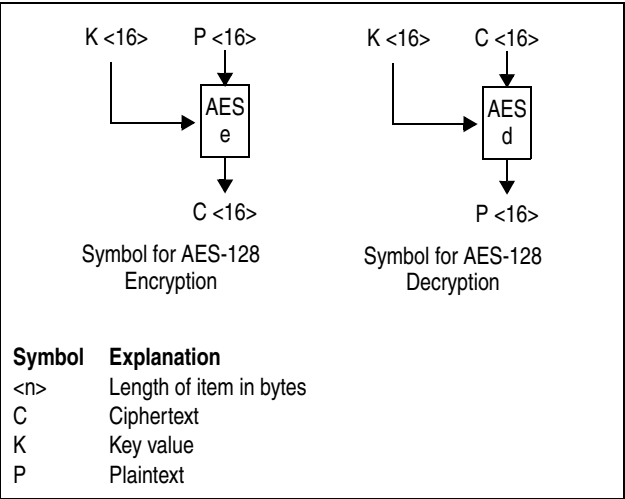 K <16> P <16>
AES
e
C <16>
Symbol for AES-128
Encryption
K <16> C <16>
AES
d
P <16>
Symbol for AES-128
Decryption
Symbol Explanation
<n> Length of item in bytes
C Ciphertext
K Key value
P Plaintext